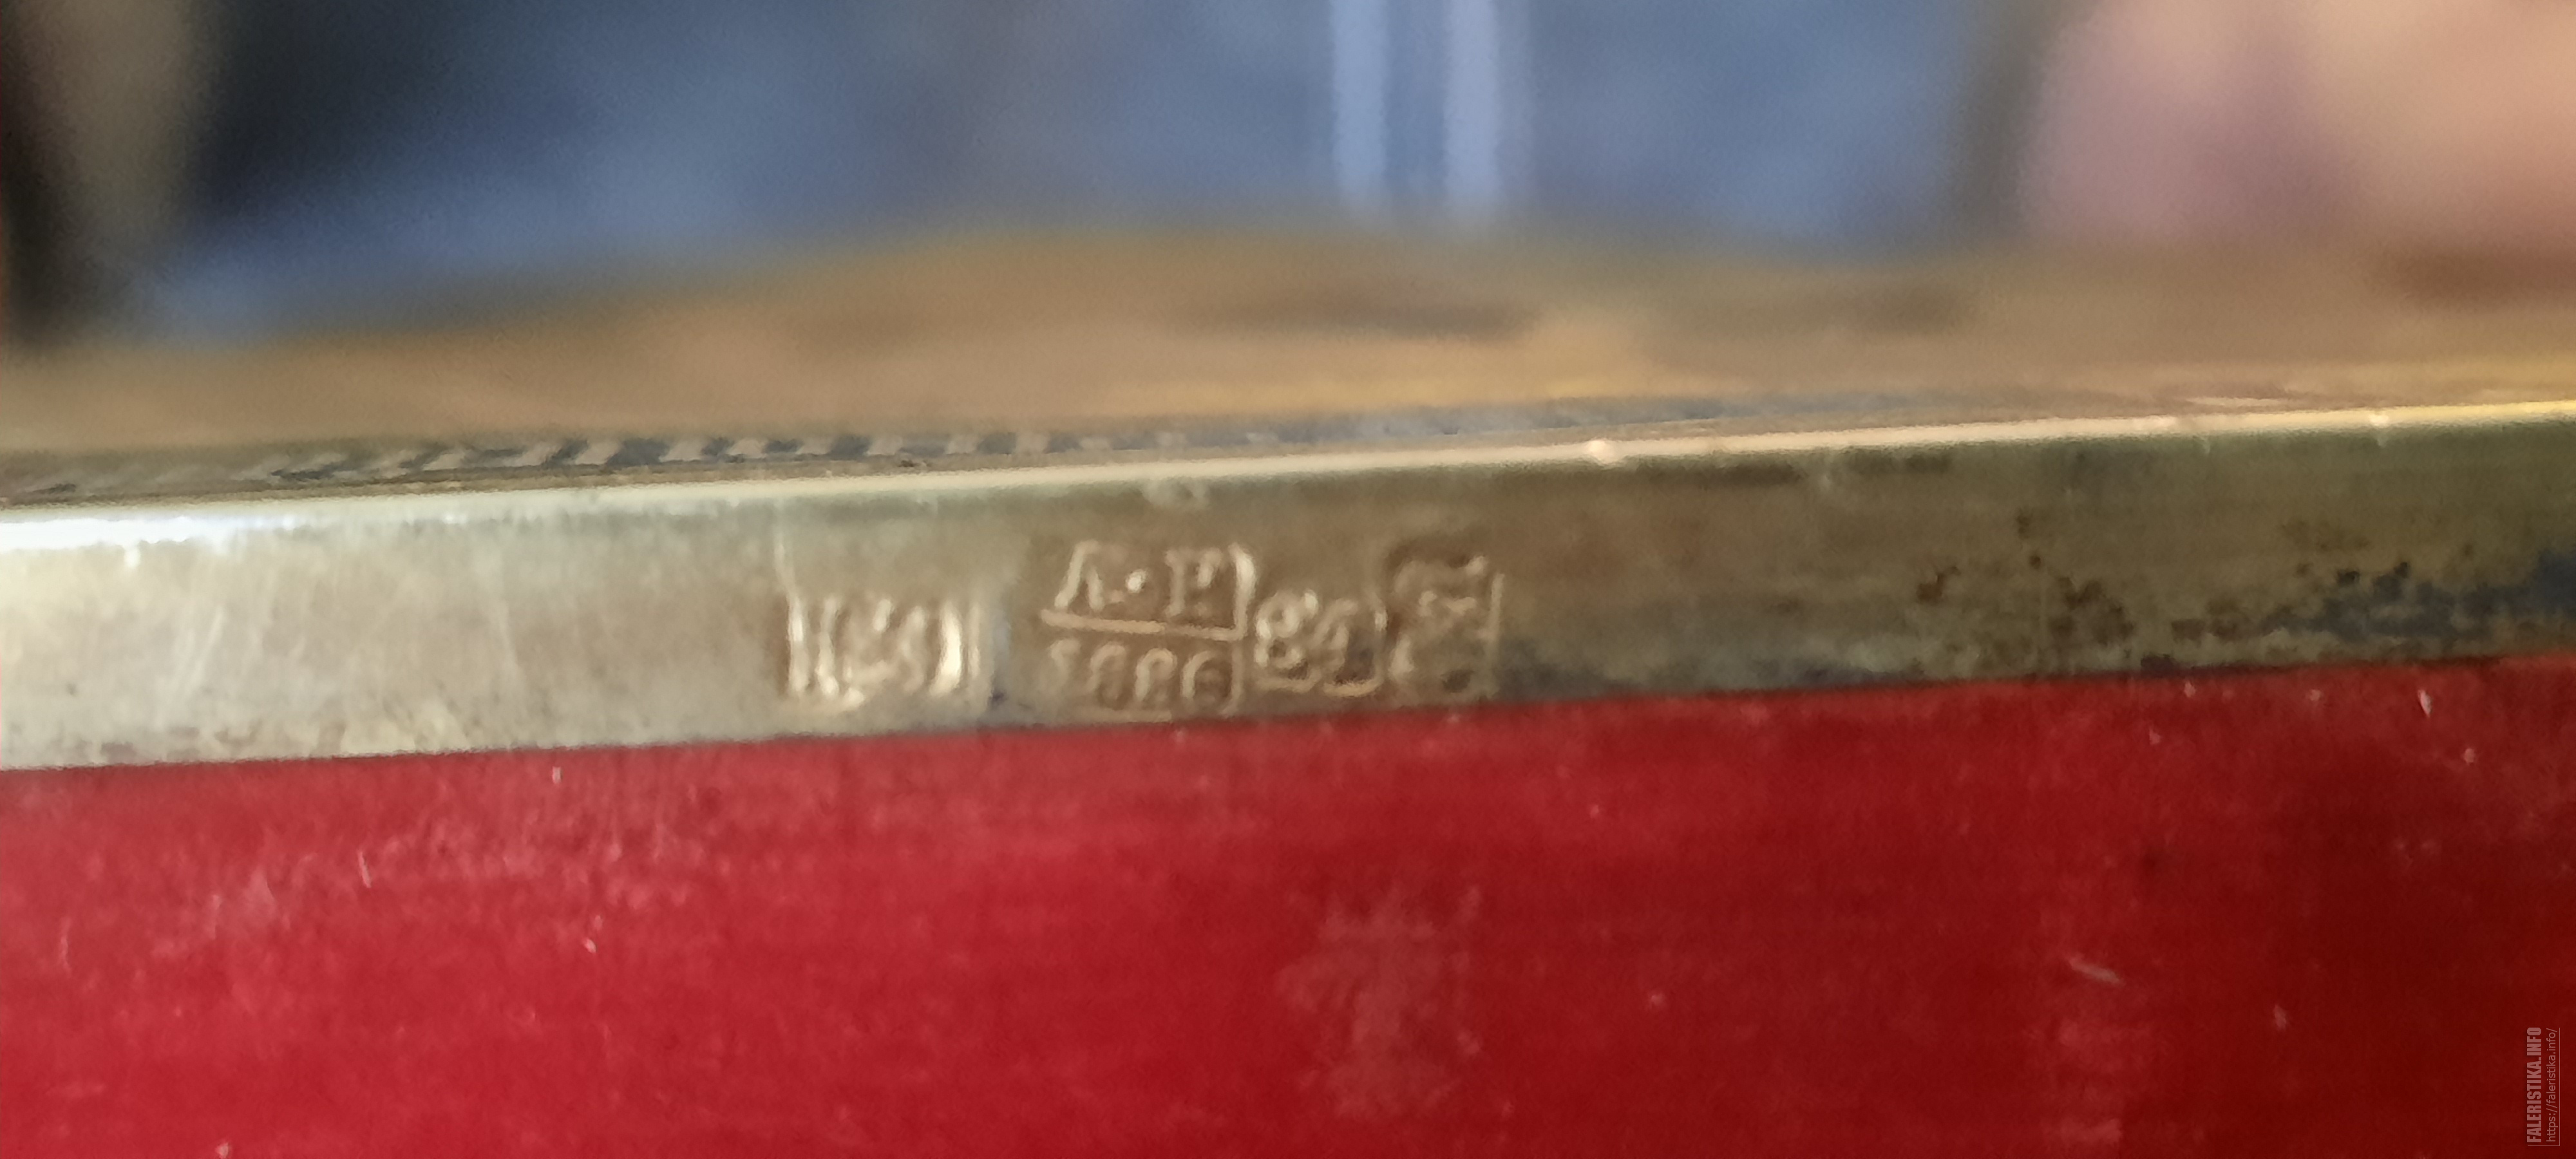 А·Р
1886
84
FALERISTIKA.INFO
https://faleristika.info/